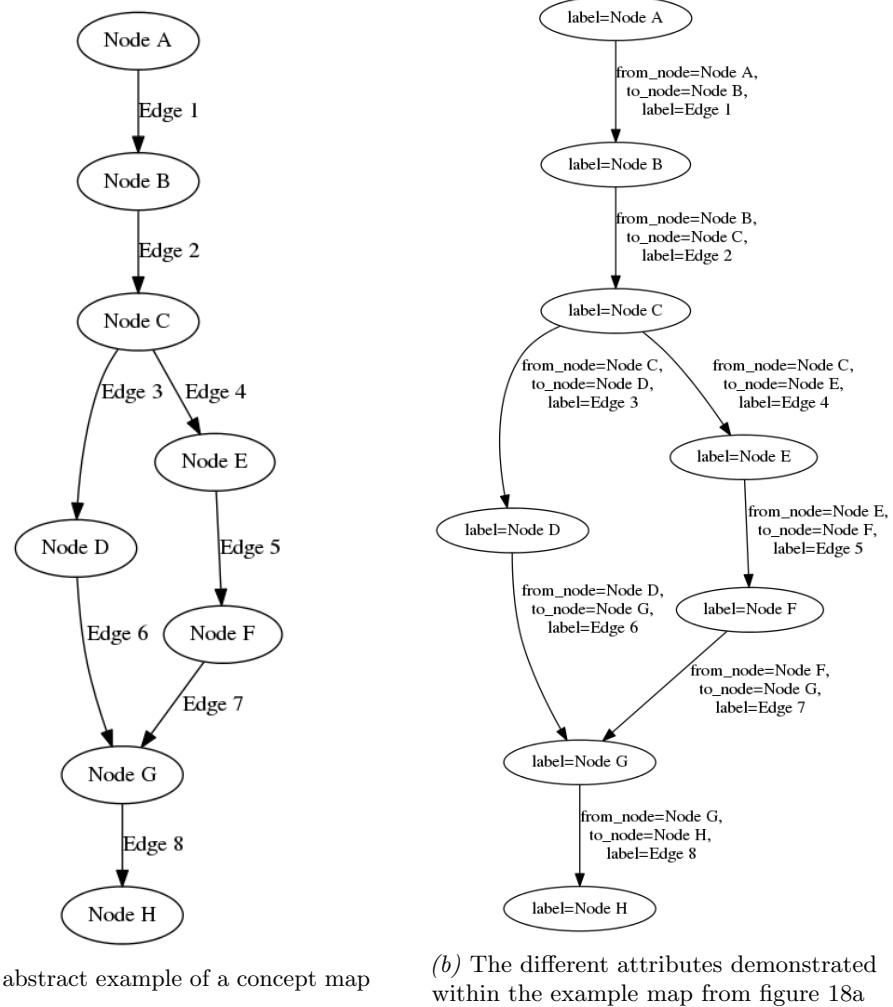 Node A
Edge 1
Node B
Edge 2
Node C
Edge 3
Edge 4
Node E
Node D
Edge 5
Edge 6
Node F
Edge 7
Node G
Edge 8
Node H
abstract example of a concept map
label=Node A
from_node=Node A,
to_node=Node B,
label=Edge 1
label=Node B
from_node=Node B,
to_node=Node C,
label=Edge 2
label=Node C
from_node=Node C,
to_node=Node D,
label=Edge 3
from_node=Node C,
to_node=Node E,
label=Edge 4
label=Node E
label=Node D
from_node=Node E,
to_node=Node F,
label=Edge 5
from_node=Node D,
to_node=Node G,
label=Edge 6
label=Node F
from_node=Node F,
to_node=Node G,
label=Edge 7
label=Node G
from_node=Node G,
to_node=Node H,
label=Edge 8
label=Node H
(b) The different attributes demonstrated
within the example map from figure 18a